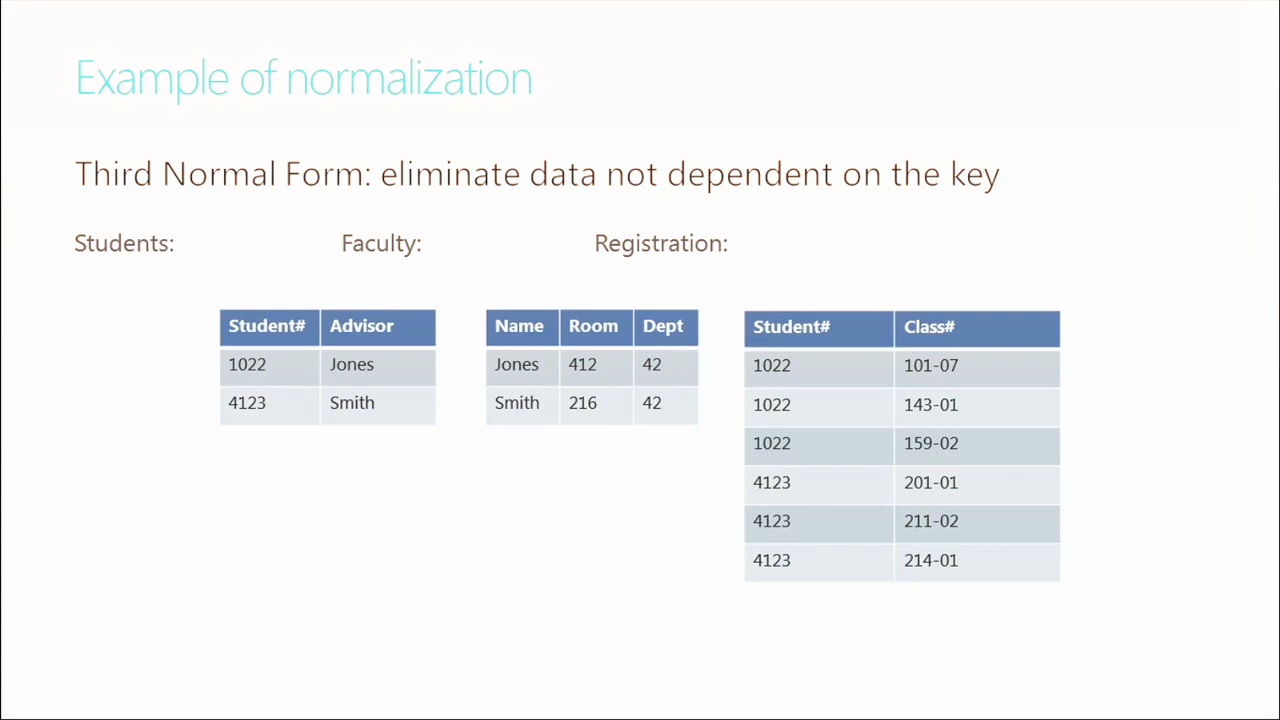 Example of normalization
Third Normal Form: eliminate data not dependent on the key
Students: Faculty: Registration:
Student# Advisor
1022 Jones
4123 Smith
Name Room Dept
Jones 412 42
Smith 216 42
Student# Class#
1022 101-07
1022 143-01
1022 159-02
4123 201-01
4123 211-02
4123 214-01